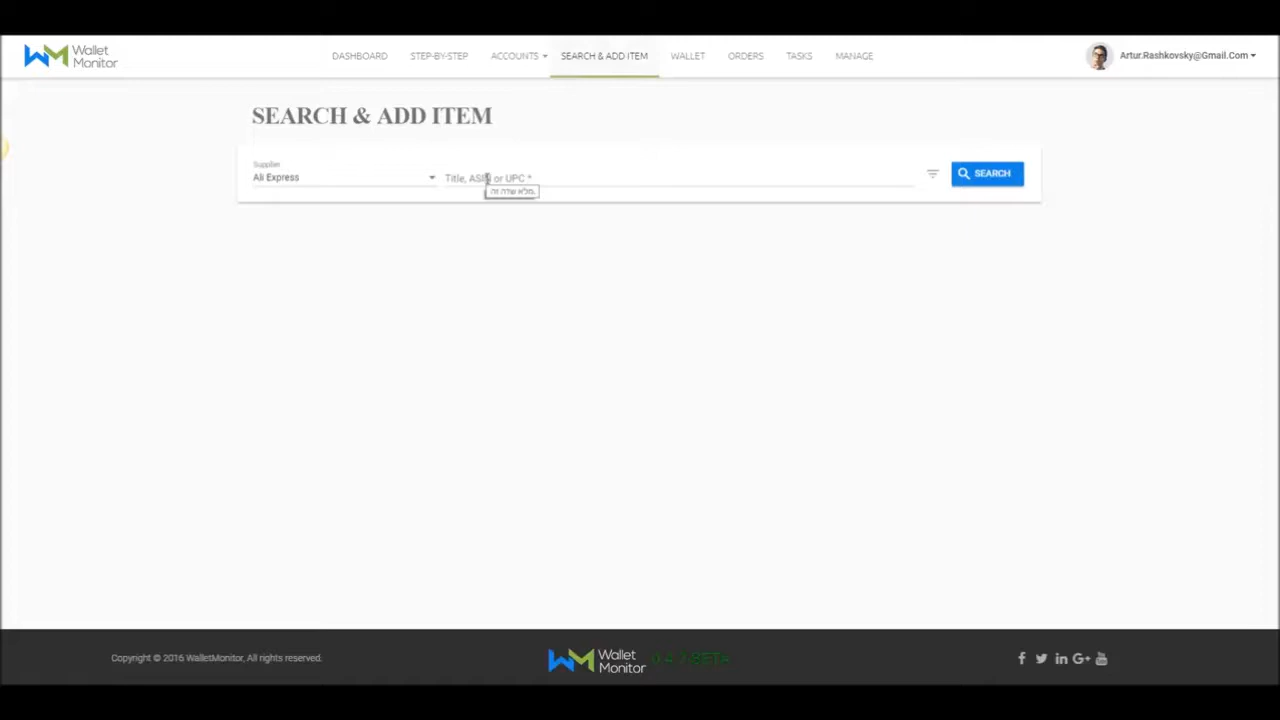 Wallet
Monitor
DASHBOARD
STEP-BY-STEP
ACCOUNTS
SEARCH & ADD ITEM
WALLET
ORDERS
TASKS
MANAGE
Artur.Rashkovsky@Gmail.Com
SEARCH & ADD ITEM
Supplier
Ali Express
Title, ASIN or UPC *
מלא שדה זה.
SEARCH
Copyright © 2016 WalletMonitor, All rights reserved.
Wallet
Monitor